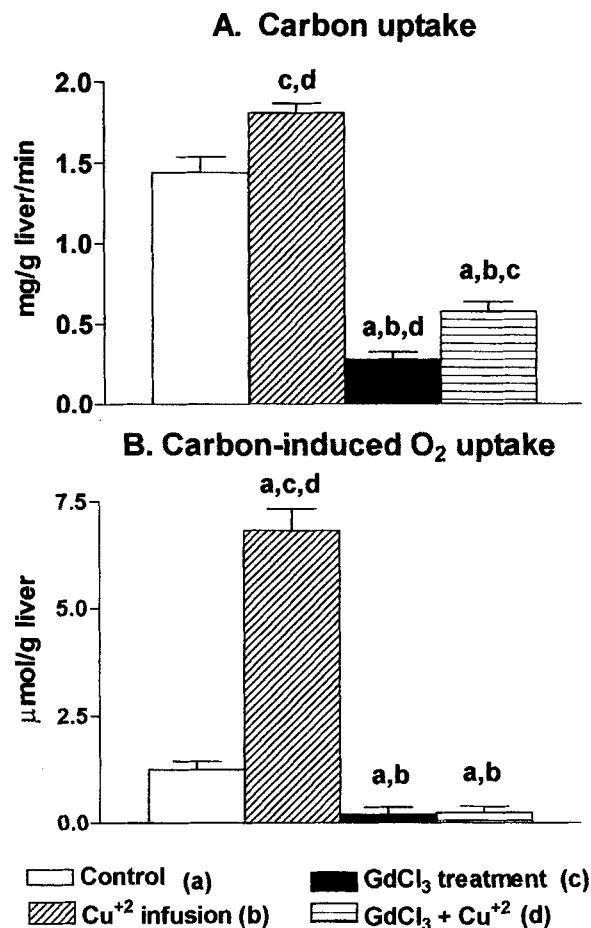 A. Carbon uptake
2.0
1.5
1.0
0.5
0.0
mg/g liver/min
c,d
a,b,d
a,b,c
B. Carbon-induced O₂ uptake
7.5
5.0
2.5
0.0
μmol/g liver
a,c,d
a,b
a,b
Control (a)
GdCl₃ treatment (c)
Cu⁺² infusion (b)
GdCl₃ + Cu⁺² (d)